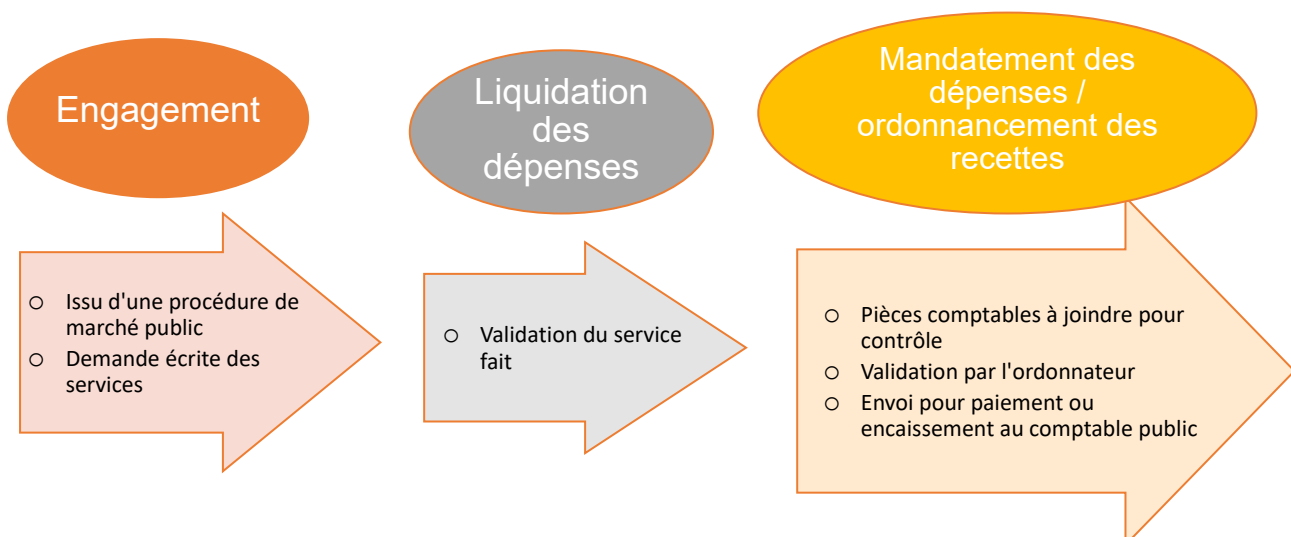 Engagement
Liquidation
des
dépenses
Mandatement des
dépenses /
ordonnancement des
recettes
o Issu d'une procédure de
marché public
o Demande écrite des
services
o Validation du service
fait
o Pièces comptables à joindre pour
contrôle
o Validation par l'ordonnateur
o Envoi pour paiement ou
encaissement au comptable public